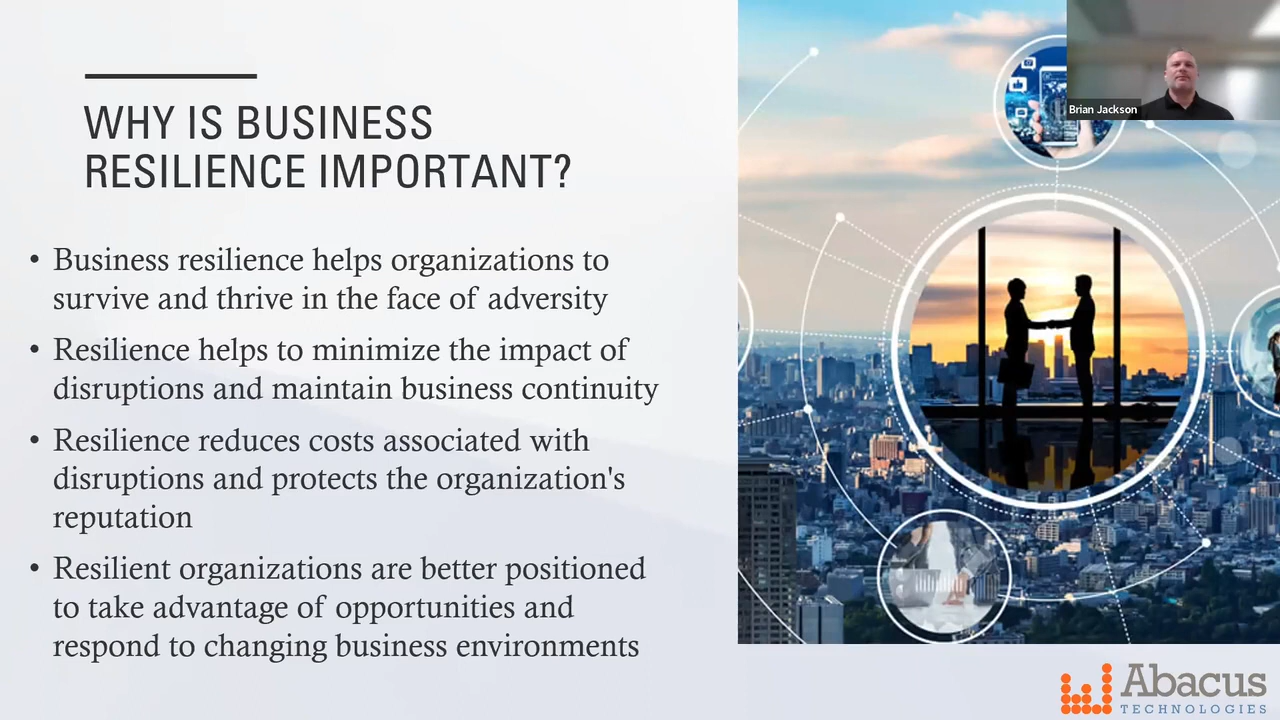 WHY IS BUSINESS
RESILIENCE IMPORTANT?
• Business resilience helps organizations to
survive and thrive in the face of adversity
• Resilience helps to minimize the impact of
disruptions and maintain business continuity
• Resilience reduces costs associated with
disruptions and protects the organization's
reputation
• Resilient organizations are better positioned
to take advantage of opportunities and
respond to changing business environments
Brian Jackson
Abacus
TECHNOLOGIES